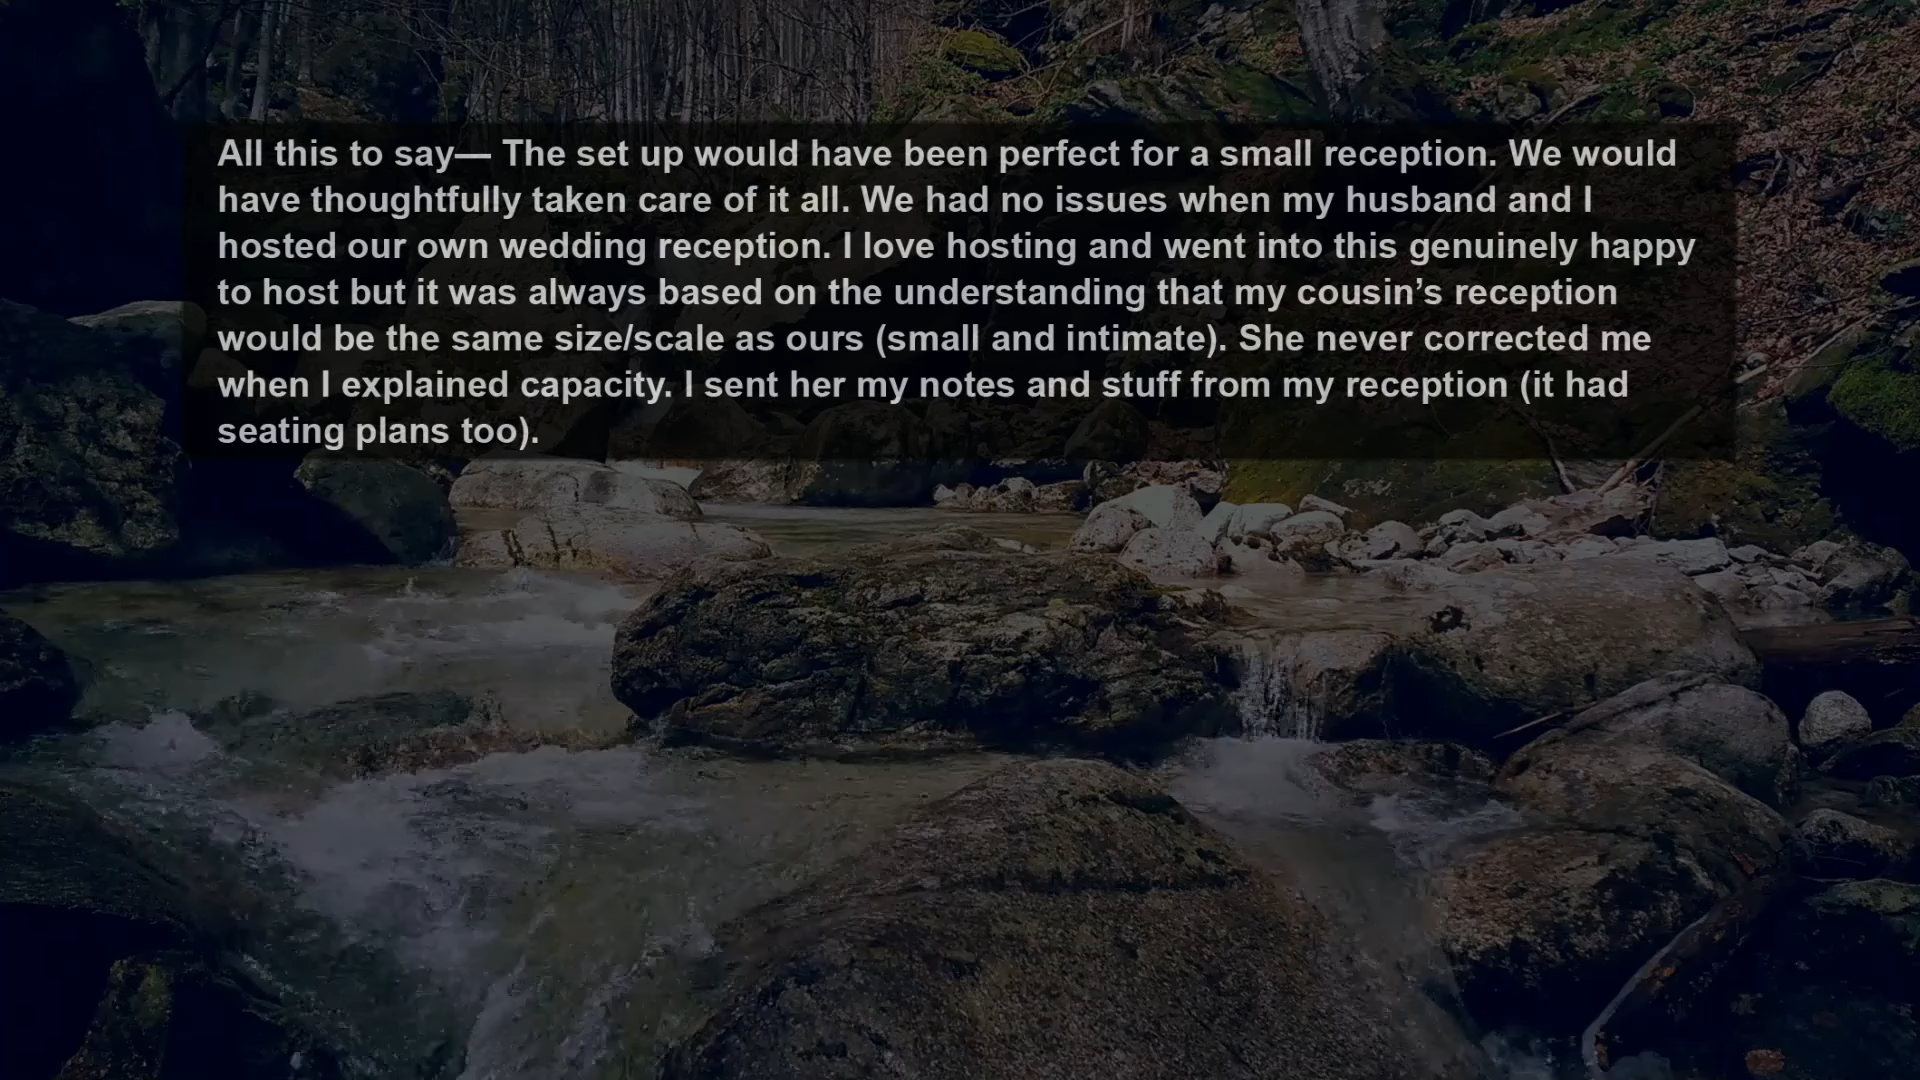 All this to say— The set up would have been perfect for a small reception. We would
have thoughtfully taken care of it all. We had no issues when my husband and I
hosted our own wedding reception. I love hosting and went into this genuinely happy
to host but it was always based on the understanding that my cousin’s reception
would be the same size/scale as ours (small and intimate). She never corrected me
when I explained capacity. I sent her my notes and stuff from my reception (it had
seating plans too).